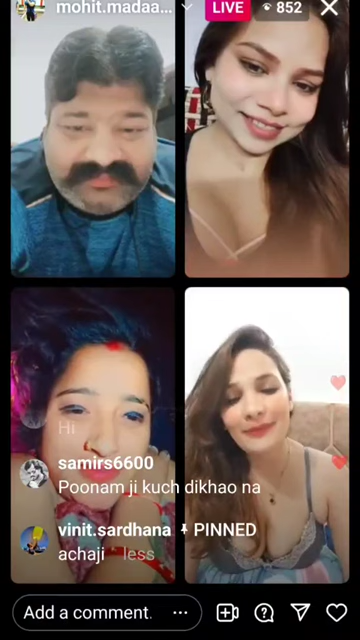 mohit.madaa...
LIVE
852
Hi
samirs6600
Poonam ji kuch dikhao na
vinit.sardhana PINNED
achaji less
Add a comment.